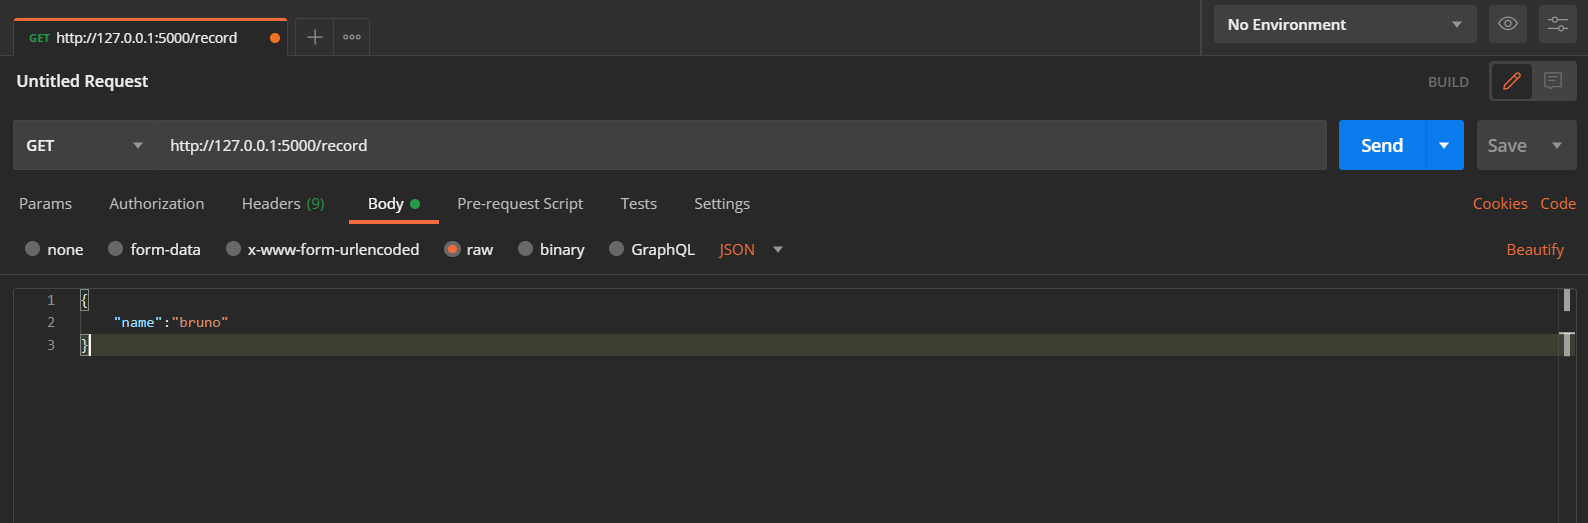 GET http://127.0.0.1:5000/record
No Environment
Untitled Request
BUILD
GET http://127.0.0.1:5000/record Send Save
Params Authorization Headers (9) Body Pre-request Script Tests Settings Cookies Code
none form-data x-www-form-urlencoded raw binary GraphQL JSON Beautify
1 {
2 "name":"bruno"
3 }